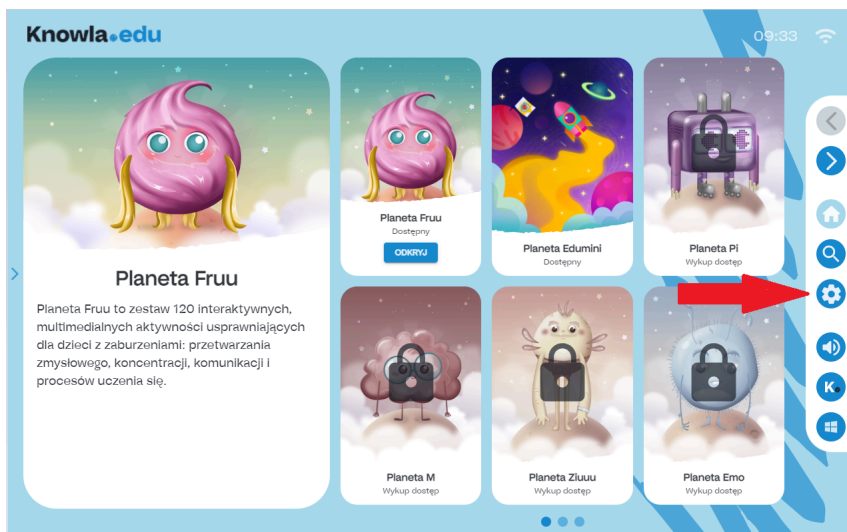 Knowla.edu
09:33
Planeta Fruu
Planeta Fruu to zestaw 120 interaktywnych,
multimedialnych aktywności usprawniających
dla dzieci z zaburzeniami: przetwarzania
zmysłowego, koncentracji, komunikacji i
procesów uczenia się.
Planeta Fruu
Dostępny
ODKRYJ
Planeta Edumini
Dostępny
Planeta Pi
Wykup dostęp
Planeta M
Wykup dostęp
Planeta Ziuuu
Wykup dostęp
Planeta Emo
Wykup dostęp
K.